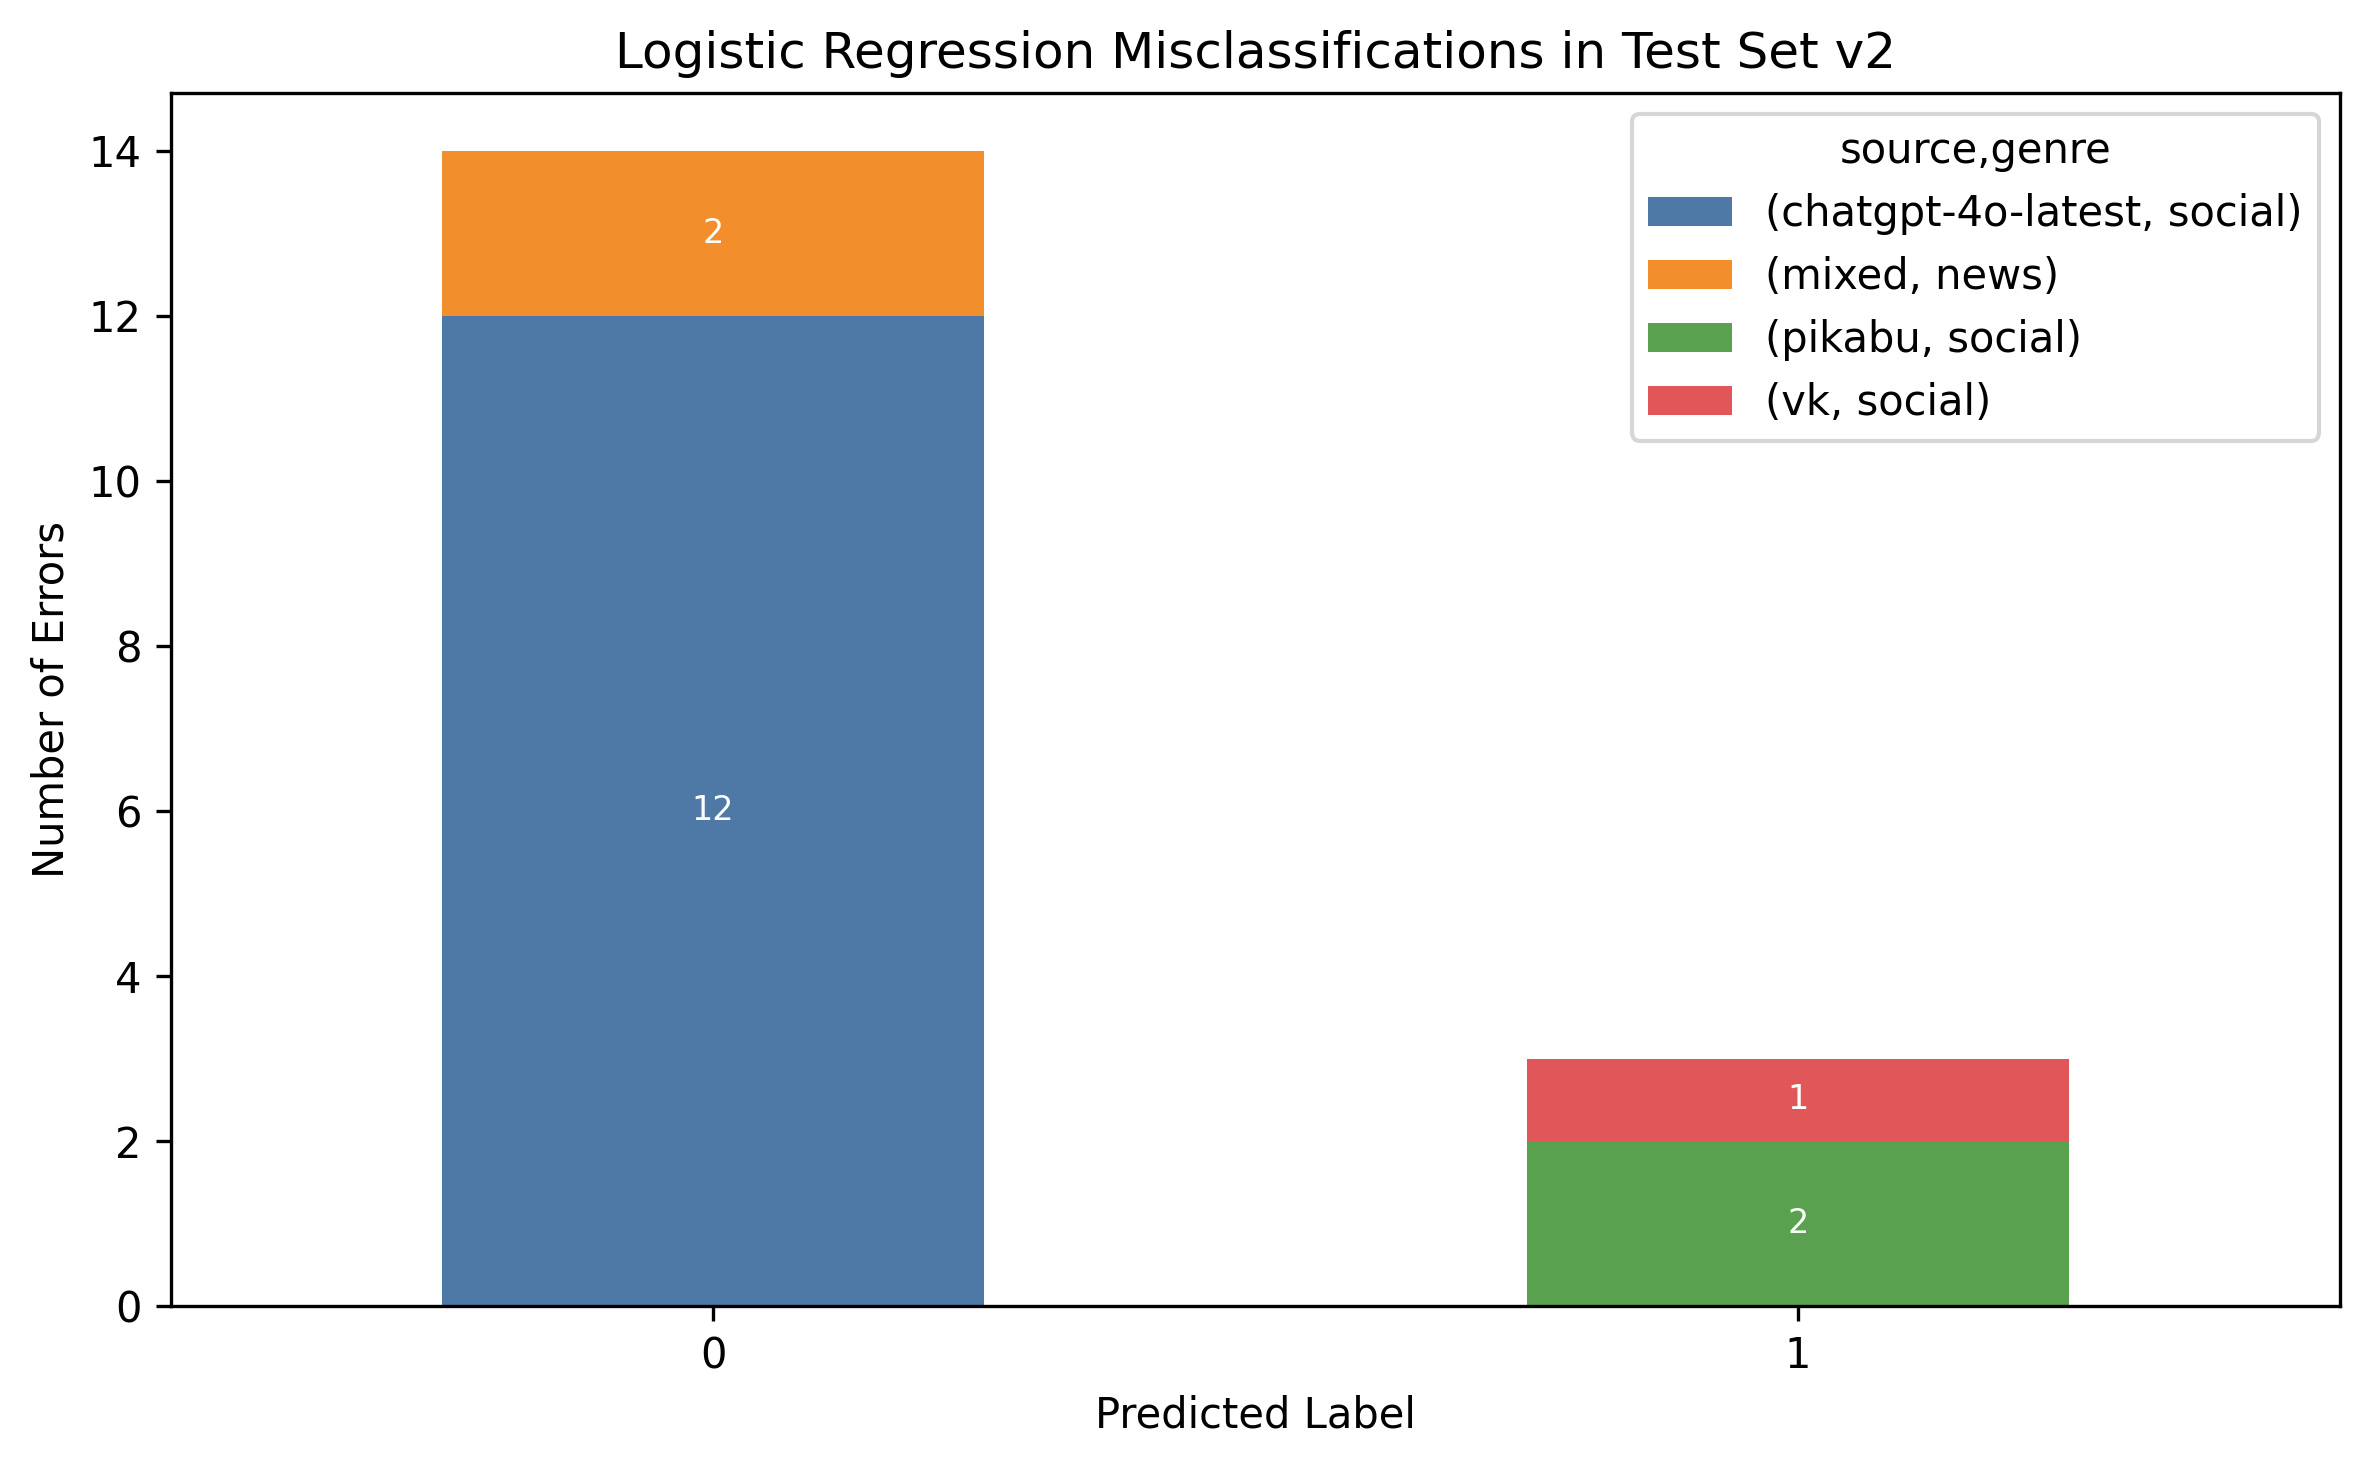 Logistic Regression Misclassifications in Test Set v2
source,genre
(chatgpt-4o-latest, social)
(mixed, news)
(pikabu, social)
(vk, social)
Number of Errors
14
12
10
8
6
4
2
0
2
12
1
2
0
1
Predicted Label